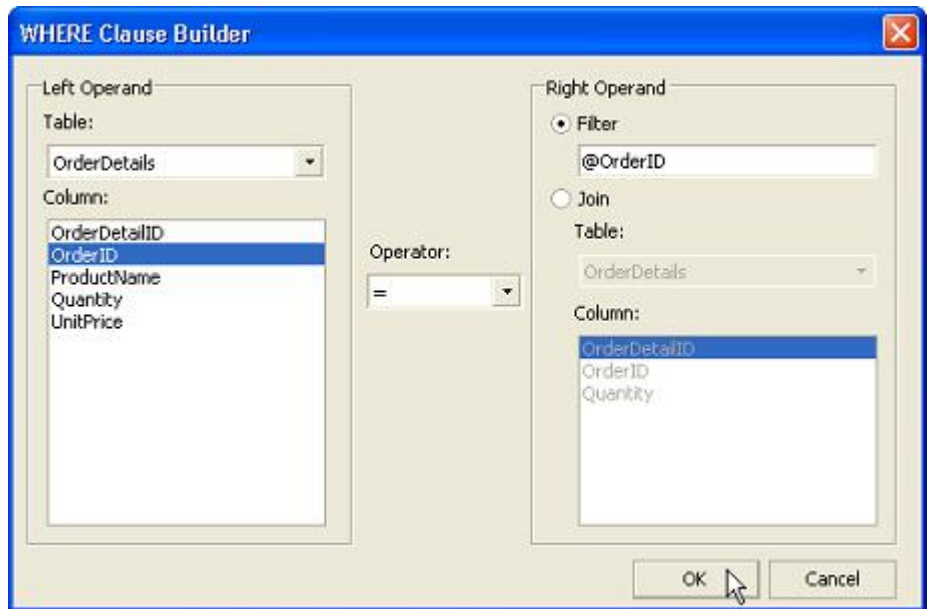 WHERE Clause Builder
Left Operand
Table:
OrderDetails
Column:
OrderDetailID
OrderID
ProductName
Quantity
UnitPrice
Operator:
=
Right Operand
Filter
@OrderID
Join
Table:
OrderDetails
Column:
OrderDetailID
OrderID
Quantity
OK
Cancel